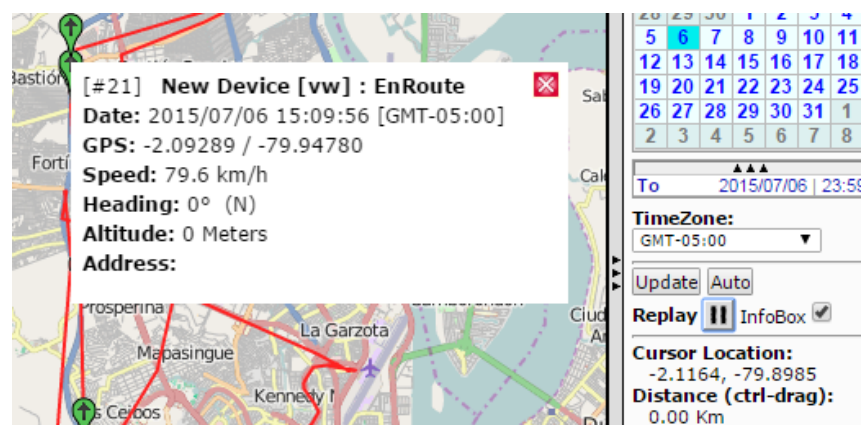 Bastión
[#21] New Device [vw] : EnRoute
Date: 2015/07/06 15:09:56 [GMT-05:00]
GPS: -2.09289 / -79.94780
Speed: 79.6 km/h
Heading: 0° (N)
Altitude: 0 Meters
Address:
Fortí
Sal
Cal
Prosperina
La Garzota
Mapasingue
Kennedy
s Ceibos
Ciud
28 29 30 1 2 3 4
5 6 7 8 9 10 11
12 13 14 15 16 17 18
19 20 21 22 23 24 25
26 27 28 29 30 31 1
2 3 4 5 6 7 8
To 2015/07/06 | 23:59
TimeZone:
GMT-05:00
Update Auto
Replay InfoBox
Cursor Location:
-2.1164, -79.8985
Distance (ctrl-drag):
0.00 Km